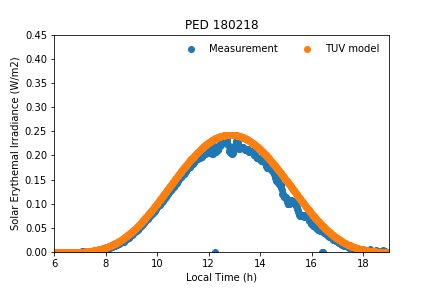 PED 180218
Measurement
TUV model
Solar Erythemal Irradiance (W/m2)
0.45
0.40
0.35
0.30
0.25
0.20
0.15
0.10
0.05
0.00
6 8 10 12 14 16 18
Local Time (h)